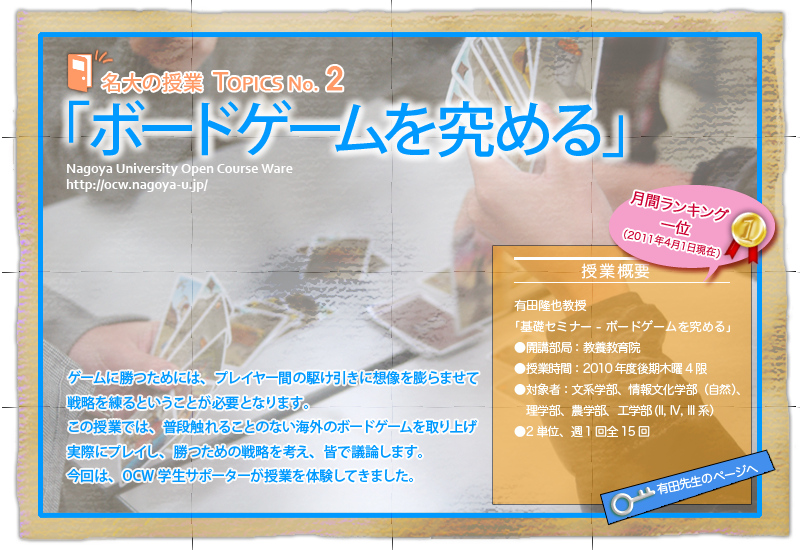 名大の授業 TOPICS No. 2
「ボードゲームを究める」
Nagoya University Open Course Ware
http://ocw.nagoya-u.jp/
月間ランキング
一位
（2011年4月1日現在）
1
授業概要
有田隆也教授
「基礎セミナー - ボードゲームを究める」
●開講部局：教養教育院
●授業時間：2010年度後期木曜4限
●対象者：文系学部、情報文化学部（自然）、
理学部、農学部、工学部（II, IV, III系）
●2単位、週1回全15回
ゲームに勝つためには、プレイヤー間の駆け引きに想像を膨らませて
戦略を練るということが必要となります。
この授業では、普段触れることのない海外のボードゲームを取り上げ
実際にプレイし、勝つための戦略を考え、皆で議論します。
今回は、OCW学生サポーターが授業を体験してきました。
有田先生のページへ